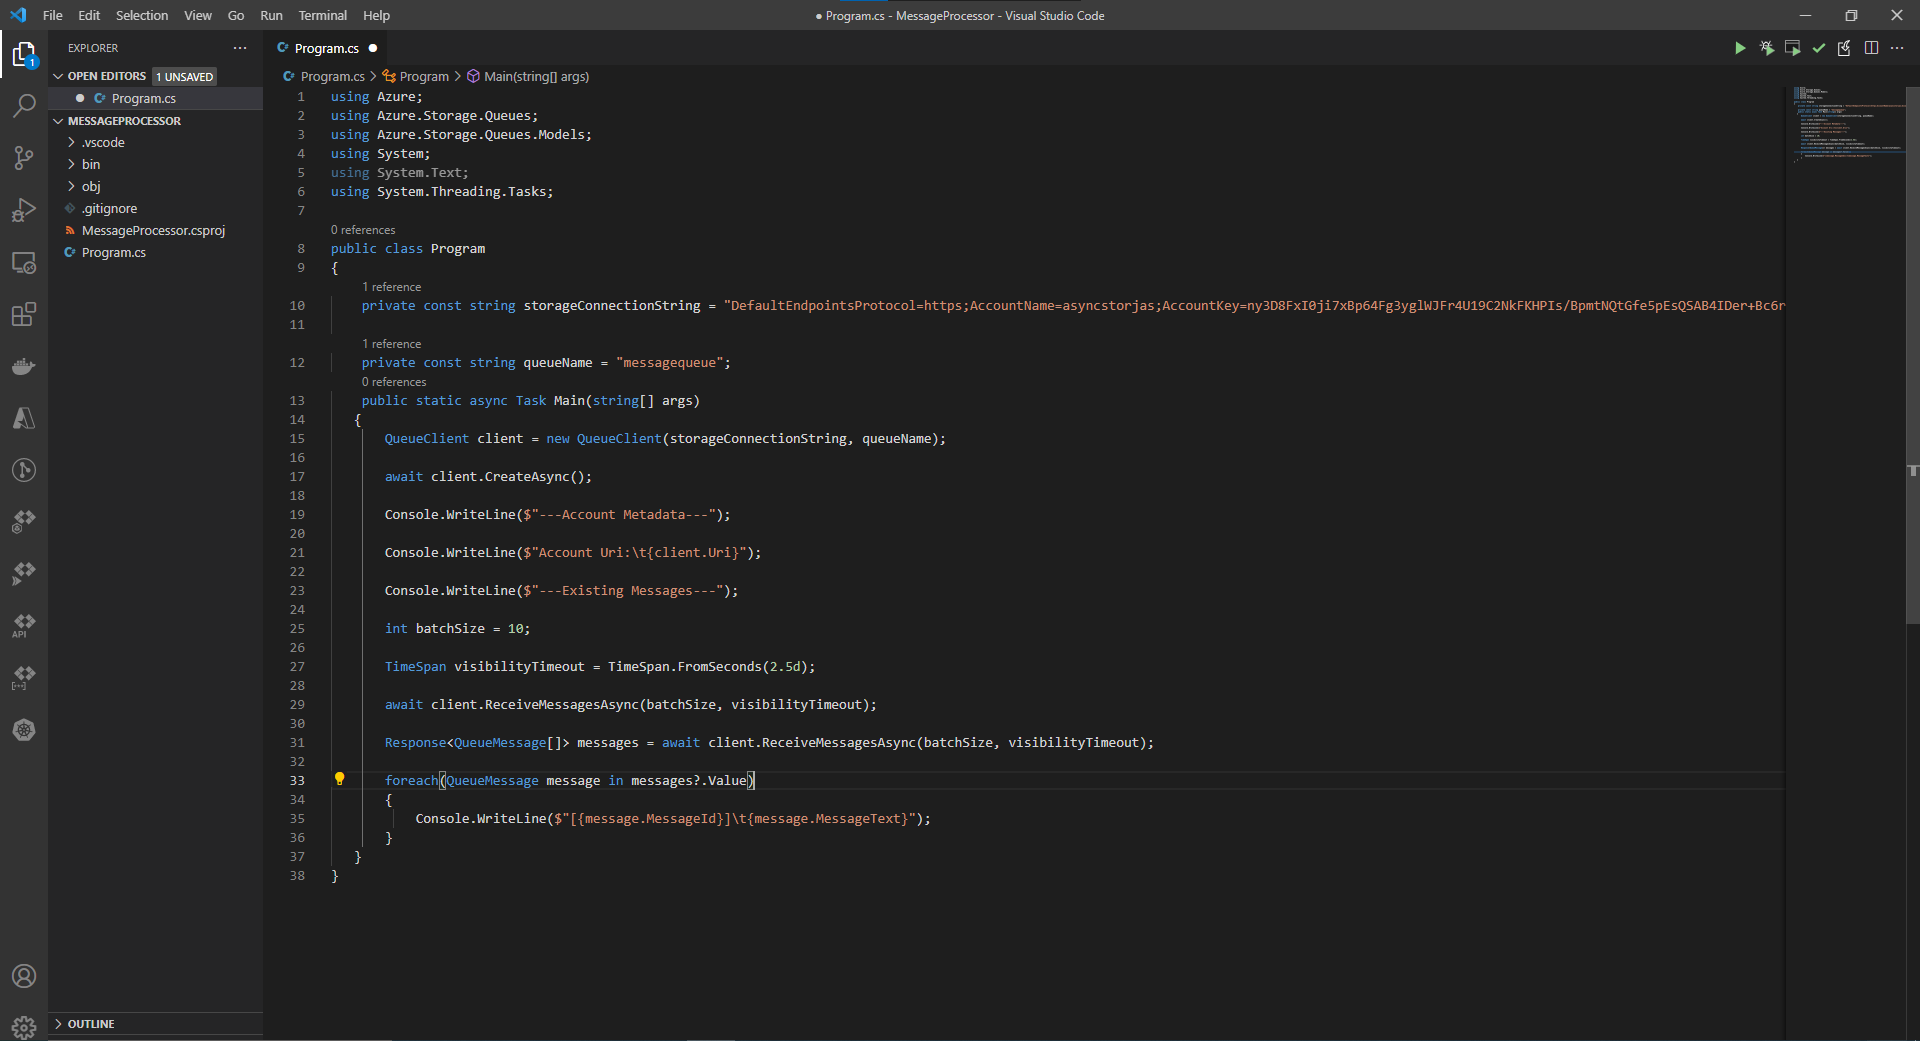 File Edit Selection View Go Run Terminal Help
● Program.cs - MessageProcessor - Visual Studio Code
EXPLORER
OPEN EDITORS 1 UNSAVED
Program.cs
MESSAGEPROCESSOR
.vscode
bin
obj
.gitignore
MessageProcessor.csproj
Program.cs
OUTLINE
1
API
Program.cs
Program.cs > Program > Main(string[] args)
1 using Azure;
2 using Azure.Storage.Queues;
3 using Azure.Storage.Queues.Models;
4 using System;
5 using System.Text;
6 using System.Threading.Tasks;
7
0 references
8 public class Program
9 {
1 reference
10 private const string storageConnectionString = "DefaultEndpointsProtocol=https;AccountName=asyncstorjas;AccountKey=ny3D8FxI0ji7xBp64Fg3yglWJFr4U19C2NkFKHPIs/BpmtNQtGfe5pEsQSAB4IDer+Bc6r
11
1 reference
12 private const string queueName = "messagequeue";
0 references
13 public static async Task Main(string[] args)
14 {
15 QueueClient client = new QueueClient(storageConnectionString, queueName);
16
17 await client.CreateAsync();
18
19 Console.WriteLine($"---Account Metadata---");
20
21 Console.WriteLine($"Account Uri:\t{client.Uri}");
22
23 Console.WriteLine($"---Existing Messages---");
24
25 int batchSize = 10;
26
27 TimeSpan visibilityTimeout = TimeSpan.FromSeconds(2.5d);
28
29 await client.ReceiveMessagesAsync(batchSize, visibilityTimeout);
30
31 Response<QueueMessage[]> messages = await client.ReceiveMessagesAsync(batchSize, visibilityTimeout);
32
33 foreach(QueueMessage message in messages?.Value)
34 {
35 Console.WriteLine($"[{message.MessageId}]\t{message.MessageText}");
36 }
37 }
38 }